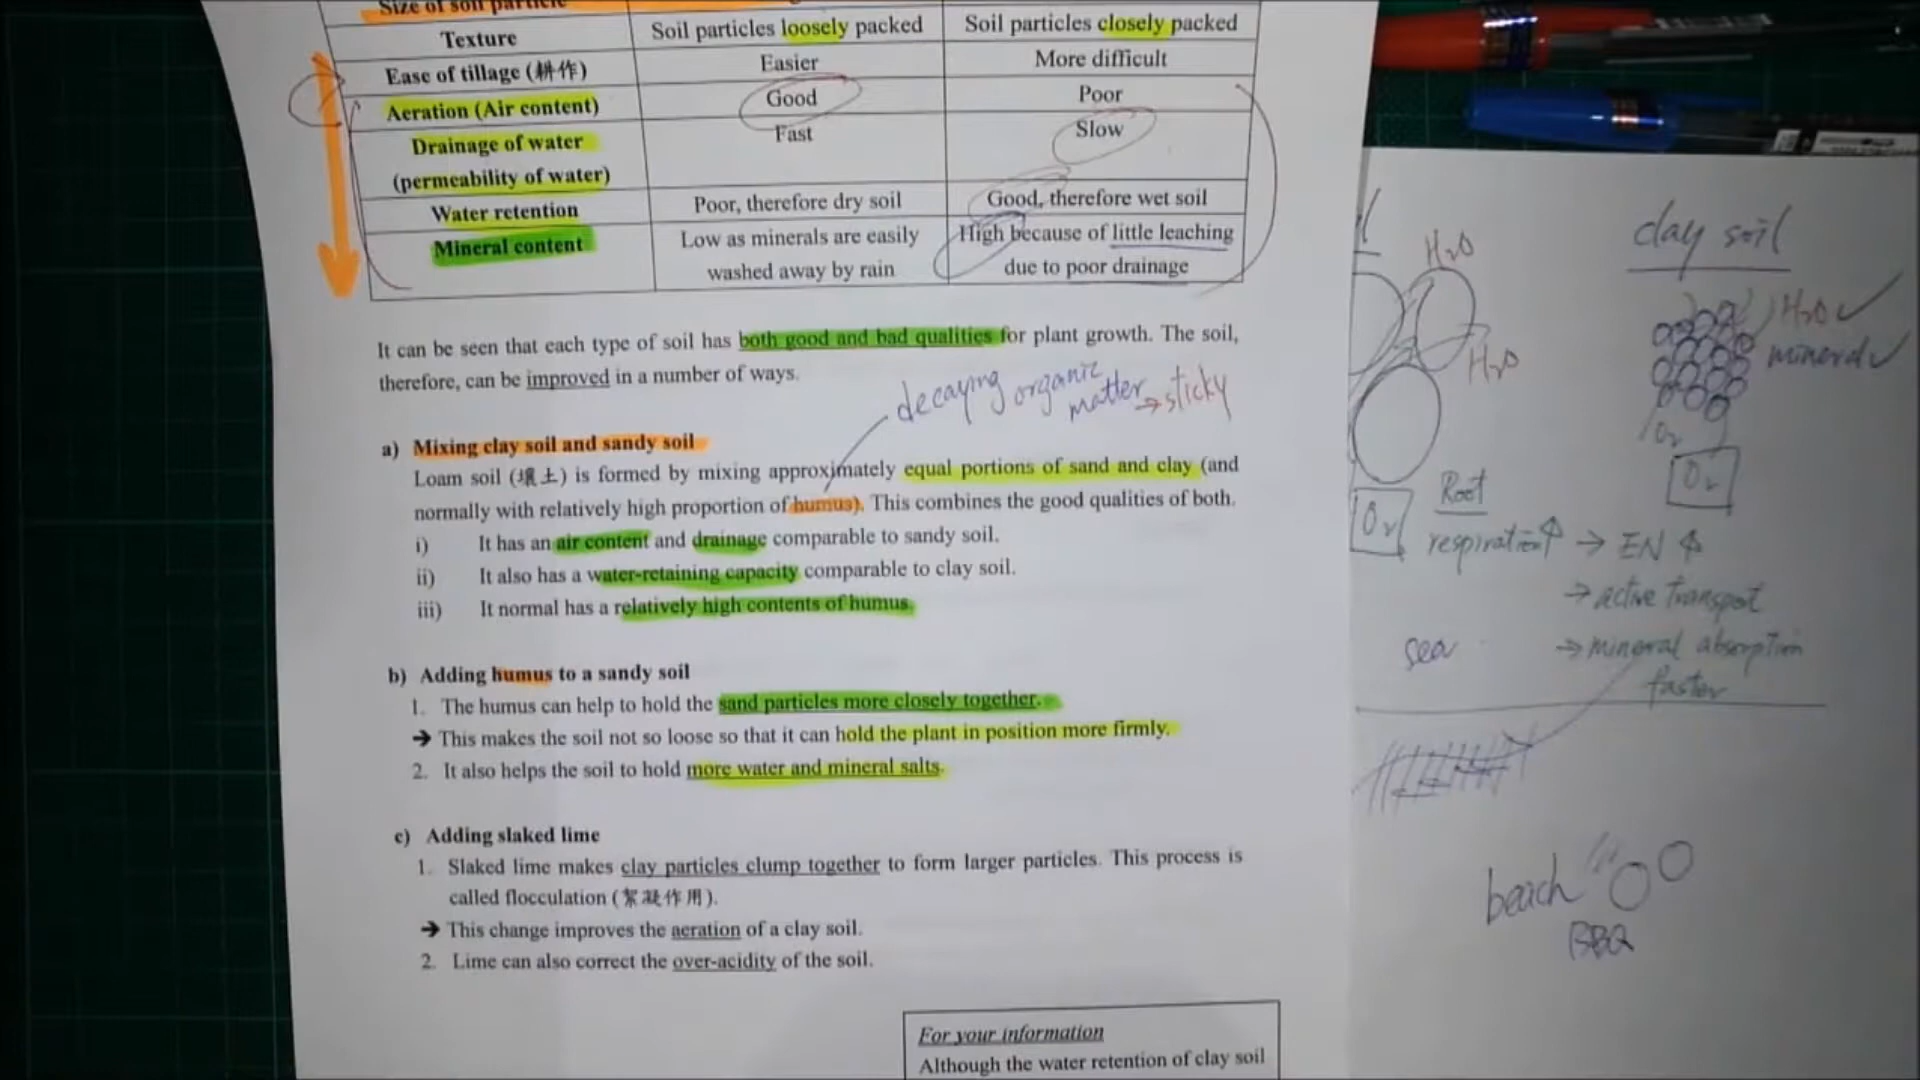 Size of soil particle
Texture
Soil particles loosely packed
Soil particles closely packed
Ease of tillage (耕作)
Easier
More difficult
Aeration (Air content)
Good
Poor
Drainage of water
(permeability of water)
Fast
Slow
Water retention
Poor, therefore dry soil
Good, therefore wet soil
Mineral content
Low as minerals are easily
washed away by rain
High because of little leaching
due to poor drainage
It can be seen that each type of soil has both good and bad qualities for plant growth. The soil,
therefore, can be improved in a number of ways.
decaying organic
matter → sticky
a) Mixing clay soil and sandy soil
Loam soil (壤土) is formed by mixing approximately equal portions of sand and clay (and
normally with relatively high proportion of humus). This combines the good qualities of both.
i) It has an air content and drainage comparable to sandy soil.
ii) It also has a water-retaining capacity comparable to clay soil.
iii) It normal has a relatively high contents of humus.
b) Adding humus to a sandy soil
1. The humus can help to hold the sand particles more closely together.
➔ This makes the soil not so loose so that it can hold the plant in position more firmly.
2. It also helps the soil to hold more water and mineral salts.
c) Adding slaked lime
1. Slaked lime makes clay particles clump together to form larger particles. This process is
called flocculation (絮凝作用).
➔ This change improves the aeration of a clay soil.
2. Lime can also correct the over-acidity of the soil.
For your information
Although the water retention of clay soil
clay soil
H₂O
H₂O
H₂O ✓
mineral ✓
O₂
O₂
O₂
Root
respiration↑ → EN ↑
→ active transport
→ mineral absorption
faster
sea
beach
BBQ